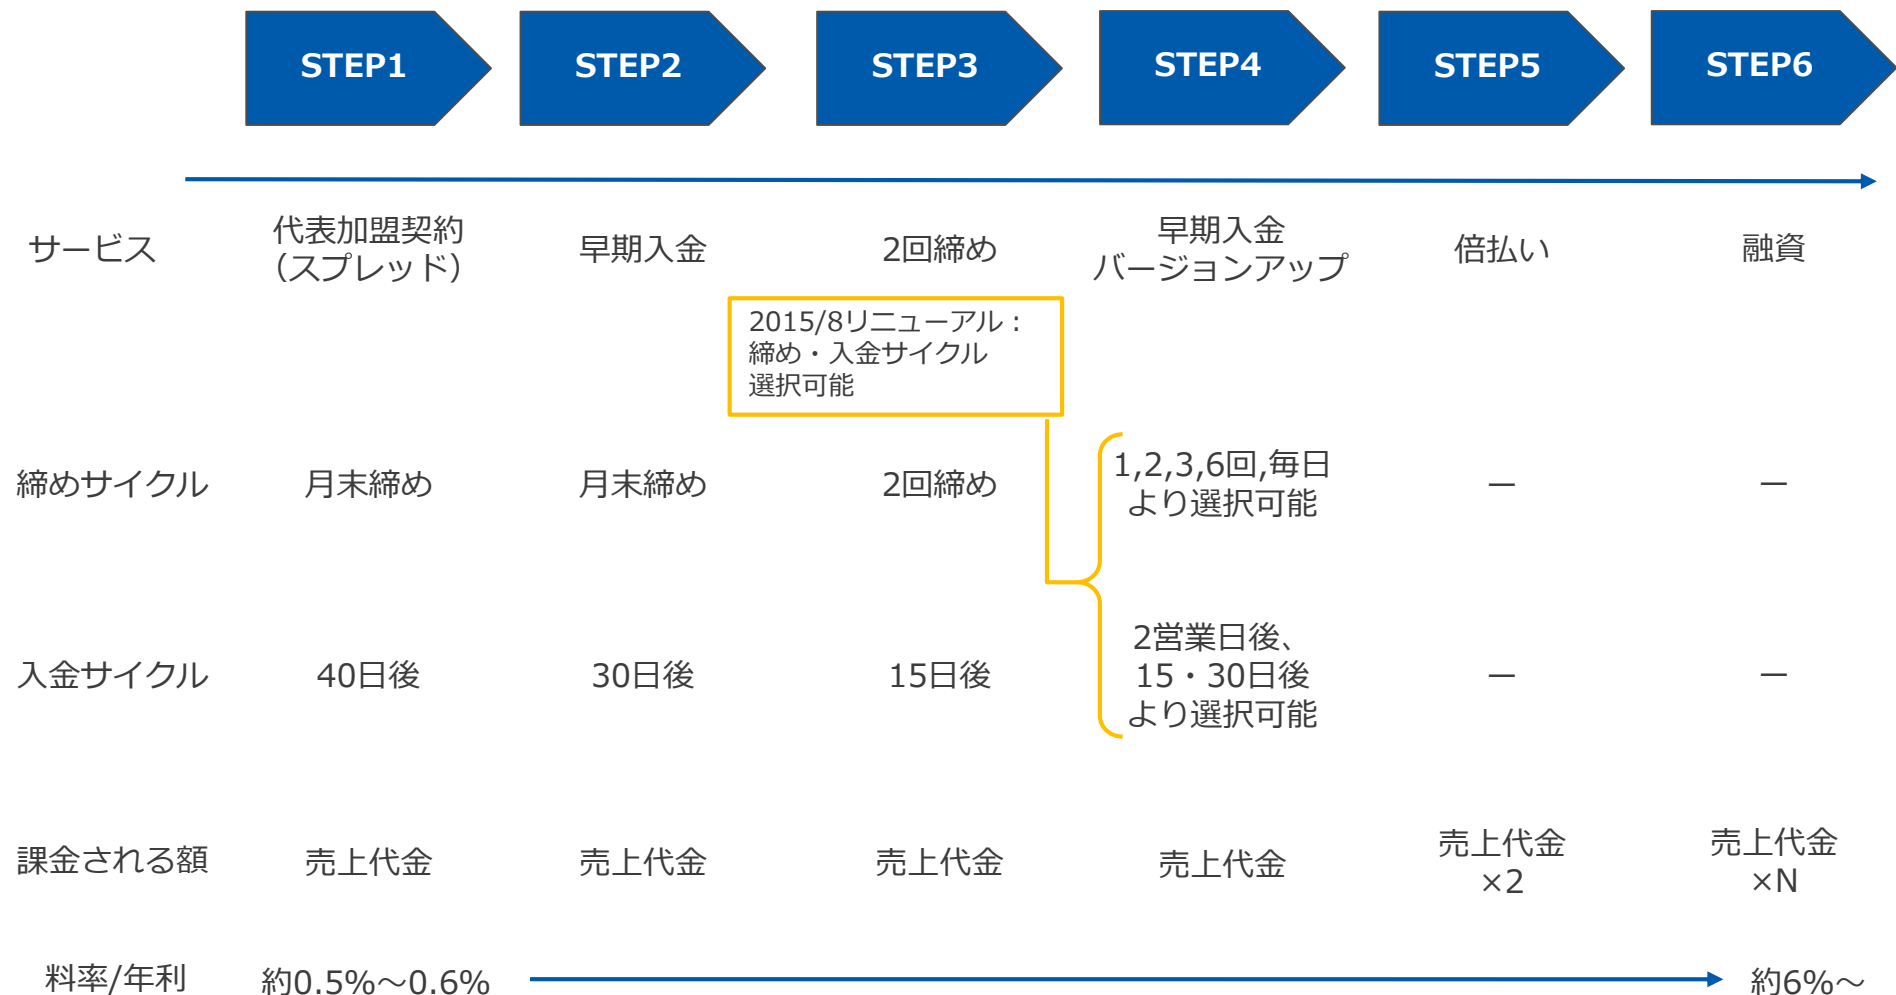 STEP1
STEP2
STEP3
STEP4
STEP5
STEP6
サービス
代表加盟契約
（スプレッド）
早期入金
2回締め
早期入金
バージョンアップ
倍払い
融資
2015/8リニューアル：
締め・入金サイクル
選択可能
締めサイクル
月末締め
月末締め
2回締め
1,2,3,6回,毎日
より選択可能
ー
ー
入金サイクル
40日後
30日後
15日後
2営業日後、
15・30日後
より選択可能
ー
ー
課金される額
売上代金
売上代金
売上代金
売上代金
売上代金
×2
売上代金
×N
料率/年利
約0.5%～0.6%
約6%～